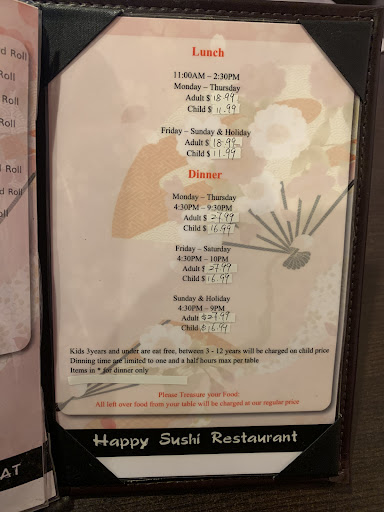 d Roll
Roll
Roll
Roll
Roll
d Roll
Roll
oll
AT
Lunch
11:00AM – 2:30PM
Monday – Thursday
Adult $ 18.99
Child $ 11.99
Friday – Sunday & Holiday
Adult $ 18.99
Child $ 11.99
Dinner
Monday – Thursday
4:30PM – 9:30PM
Adult $ 27.99
Child $ 16.99
Friday – Saturday
4:30PM – 10PM
Adult $ 27.99
Child $ 16.99
Sunday & Holiday
4:30PM – 9PM
Adult $27.99
Child $16.99
Kids 3years and under are eat free, between 3 - 12 years will be charged on child price
Dinning time are limited to one and a half hours max per table
Items in * for dinner only
Please Treasure your Food:
All left over food from your table will be charged at our regular price
Happy Sushi Restaurant